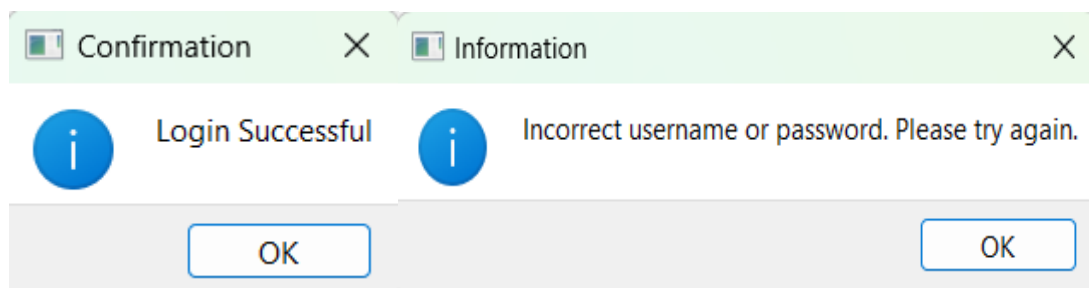 Confirmation
Login Successful
OK
Information
Incorrect username or password. Please try again.
OK